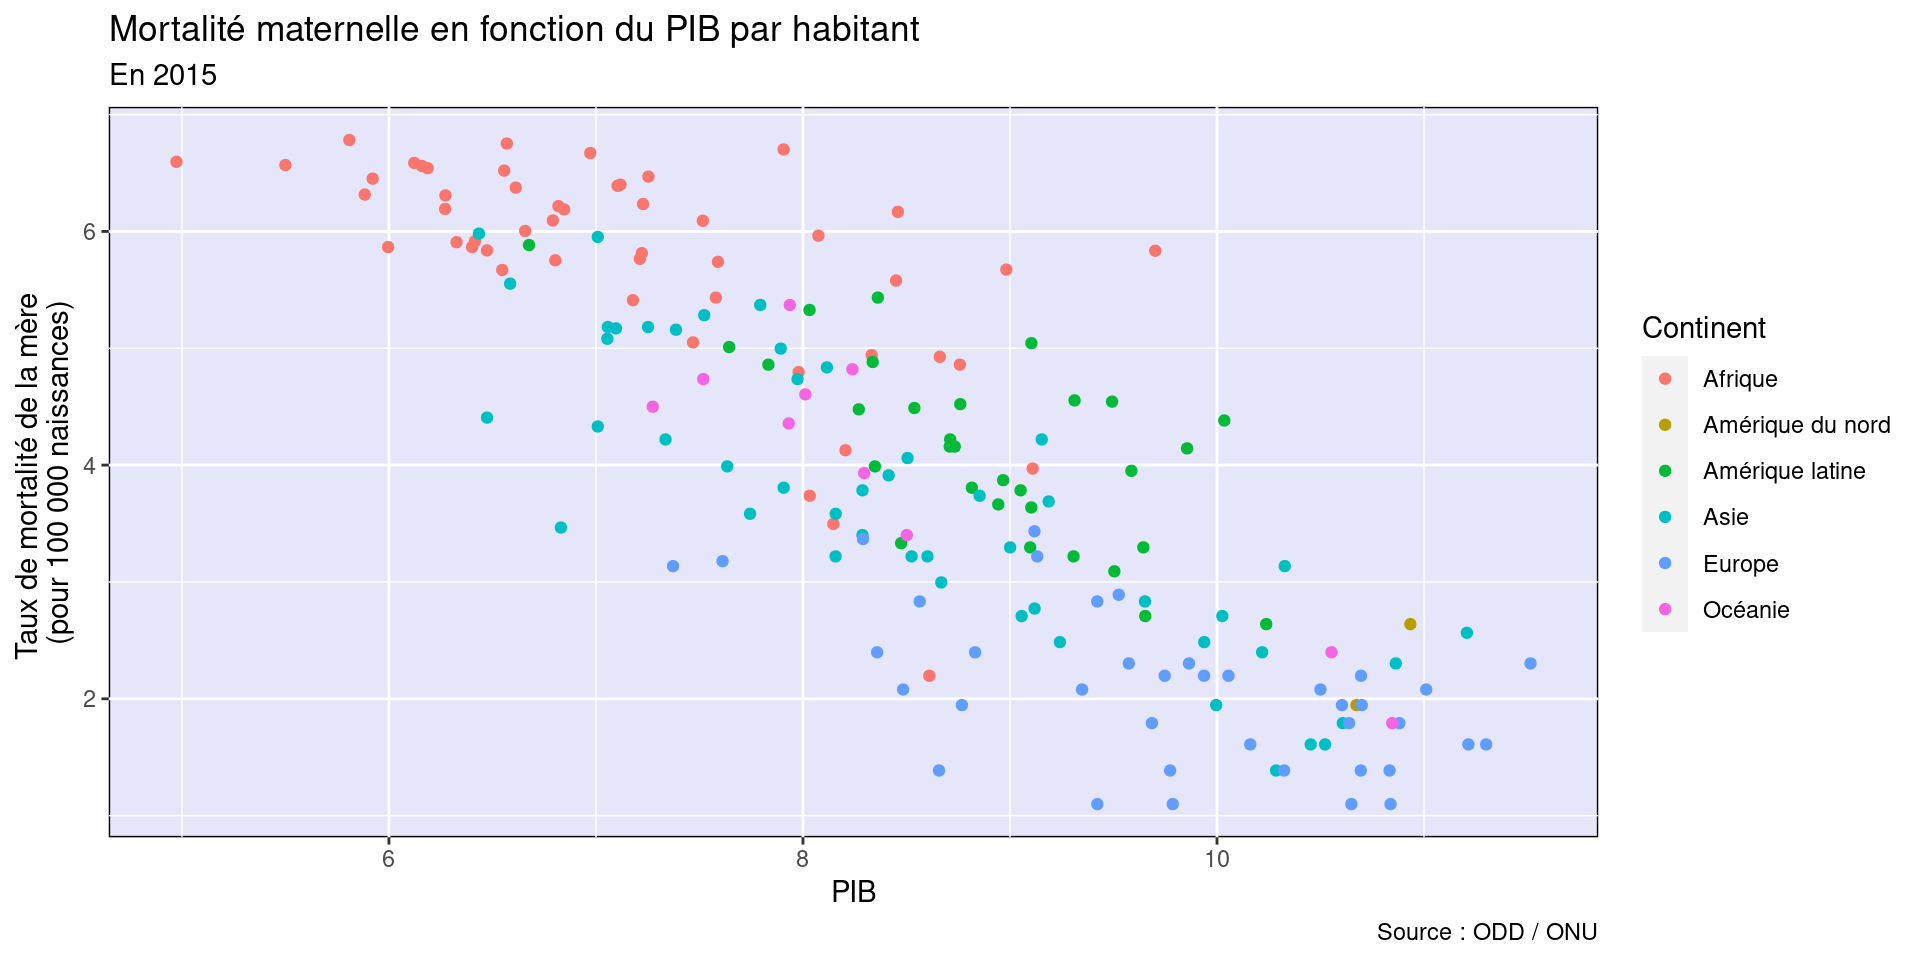 Mortalité maternelle en fonction du PIB par habitant
En 2015
Taux de mortalité de la mère
(pour 100 000 naissances)
6
4
2
6
8
10
PIB
Continent
Afrique
Amérique du nord
Amérique latine
Asie
Europe
Océanie
Source : ODD / ONU